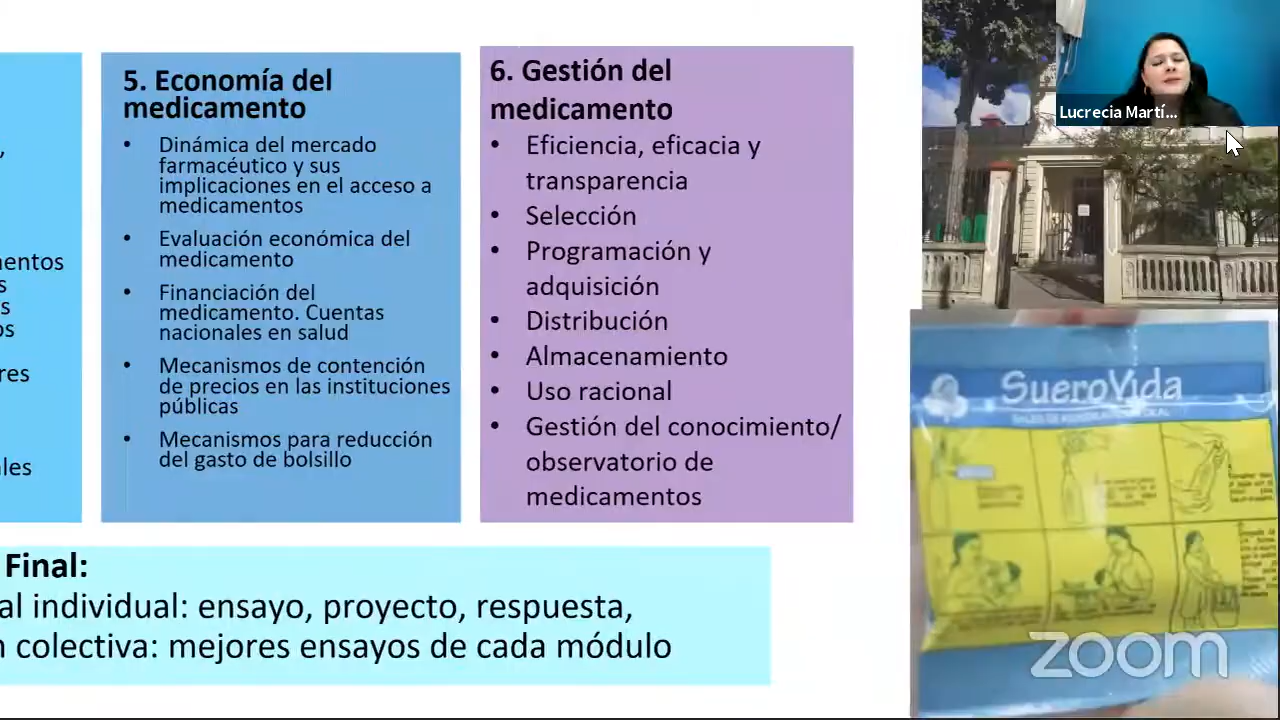 ,
mentos
s
s
os
res
ales
5. Economía del
medicamento
• Dinámica del mercado
farmacéutico y sus
implicaciones en el acceso a
medicamentos
• Evaluación económica del
medicamento
• Financiación del
medicamento. Cuentas
nacionales en salud
• Mecanismos de contención
de precios en las instituciones
públicas
• Mecanismos para reducción
del gasto de bolsillo
6. Gestión del
medicamento
• Eficiencia, eficacia y
transparencia
• Selección
• Programación y
adquisición
• Distribución
• Almacenamiento
• Uso racional
• Gestión del conocimiento/
observatorio de
medicamentos
Final:
al individual: ensayo, proyecto, respuesta,
n colectiva: mejores ensayos de cada módulo
Lucrecia Martí...
SueroVida
zoom